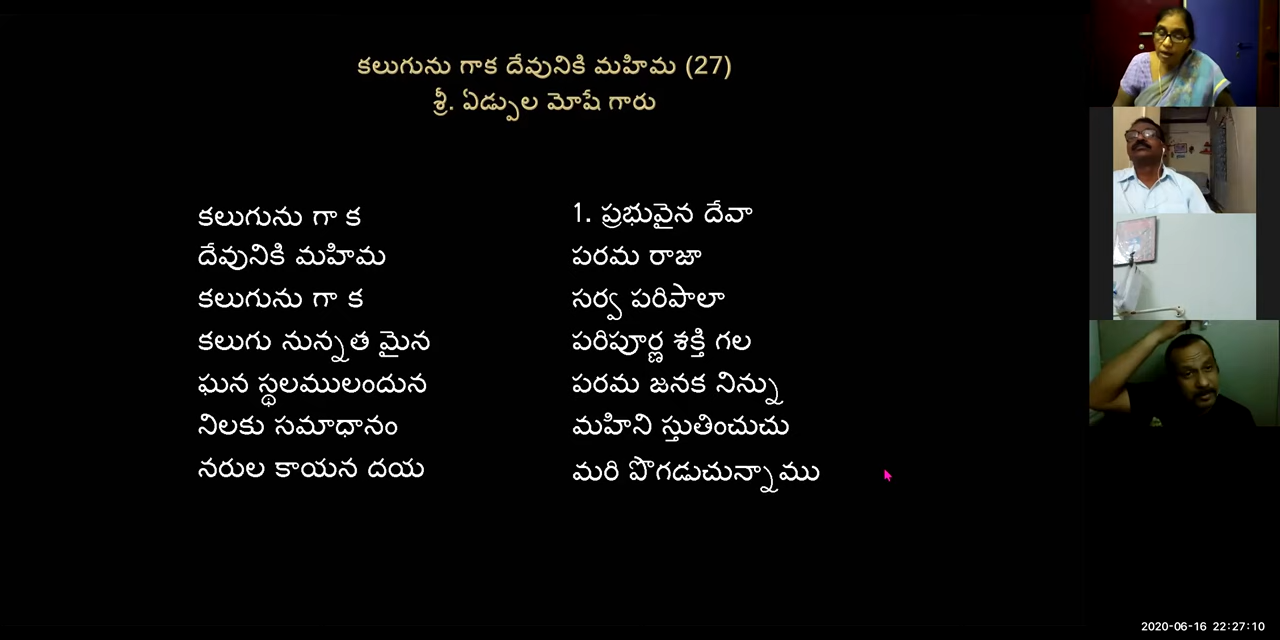 కలుగును గాక దేవునికి మహిమ (27)
శ్రీ. ఏడ్పుల మోషే గారు
కలుగును గా క
దేవునికి మహిమ
కలుగును గా క
కలుగు నున్నత మైన
ఘన స్థలములందున
నిలకు సమాధానం
నరుల కాయన దయ
1. ప్రభువైన దేవా
పరమ రాజా
సర్వ పరిపాలా
పరిపూర్ణ శక్తి గల
పరమ జనక నిన్ను
మహిని స్తుతించుచు
మరి పొగడుచున్నాము
2020-06-16 22:27:10